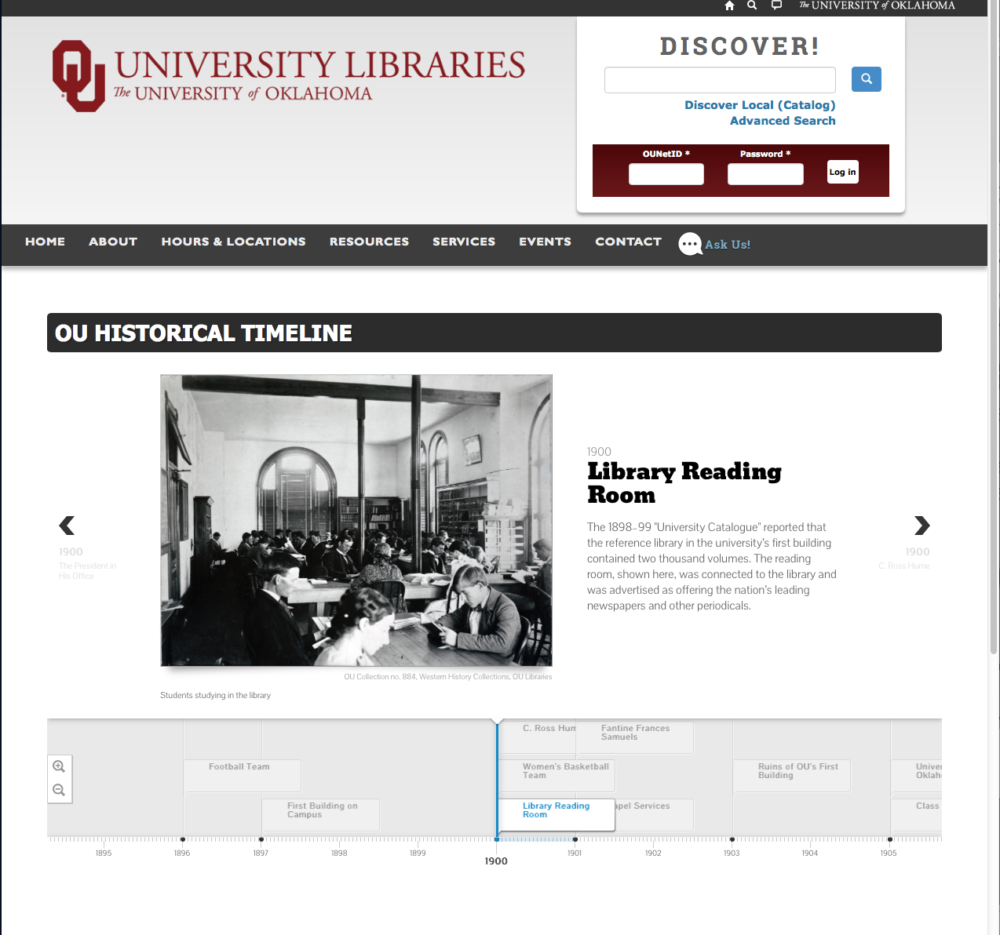 The UNIVERSITY of OKLAHOMA
OU UNIVERSITY LIBRARIES
The UNIVERSITY of OKLAHOMA
DISCOVER!
Discover Local (Catalog)
Advanced Search
OUNetID *
Password *
Log in
HOME
ABOUT
HOURS & LOCATIONS
RESOURCES
SERVICES
EVENTS
CONTACT
Ask Us!
OU HISTORICAL TIMELINE
1900
Library Reading
Room
The 1898–99 "University Catalogue" reported that
the reference library in the university's first building
contained two thousand volumes. The reading
room, shown here, was connected to the library and
was advertised as offering the nation's leading
newspapers and other periodicals.
1900
The President in
His Office
1900
C. Ross Hume
OU Collection no. 884, Western History Collections, OU Libraries
Students studying in the library
C. Ross Hum
Fantine Frances
Samuels
Football Team
Women's Basketball
Team
Ruins of OU's First
Building
Univer
Oklah
First Building on
Campus
Library Reading
Room
apel Services
Class
1895
1896
1897
1898
1899
1900
1901
1902
1903
1904
1905